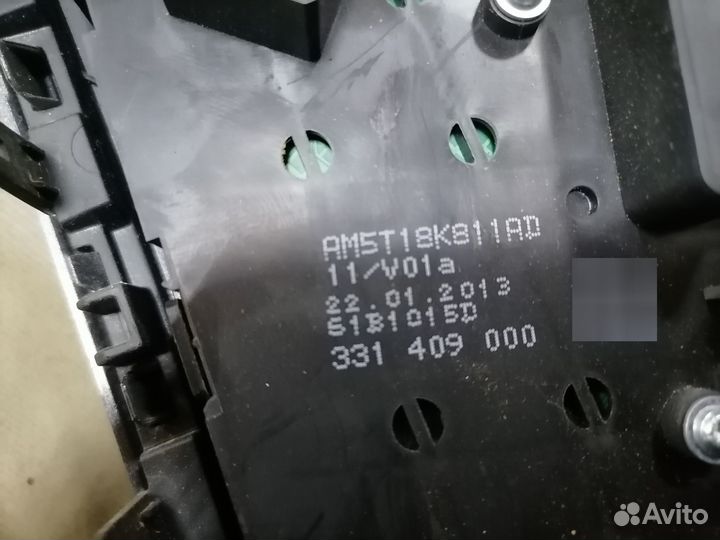 AM5T18K811AD
11/V01a
22.01.2013
51B1015D
331 409 000
Avito